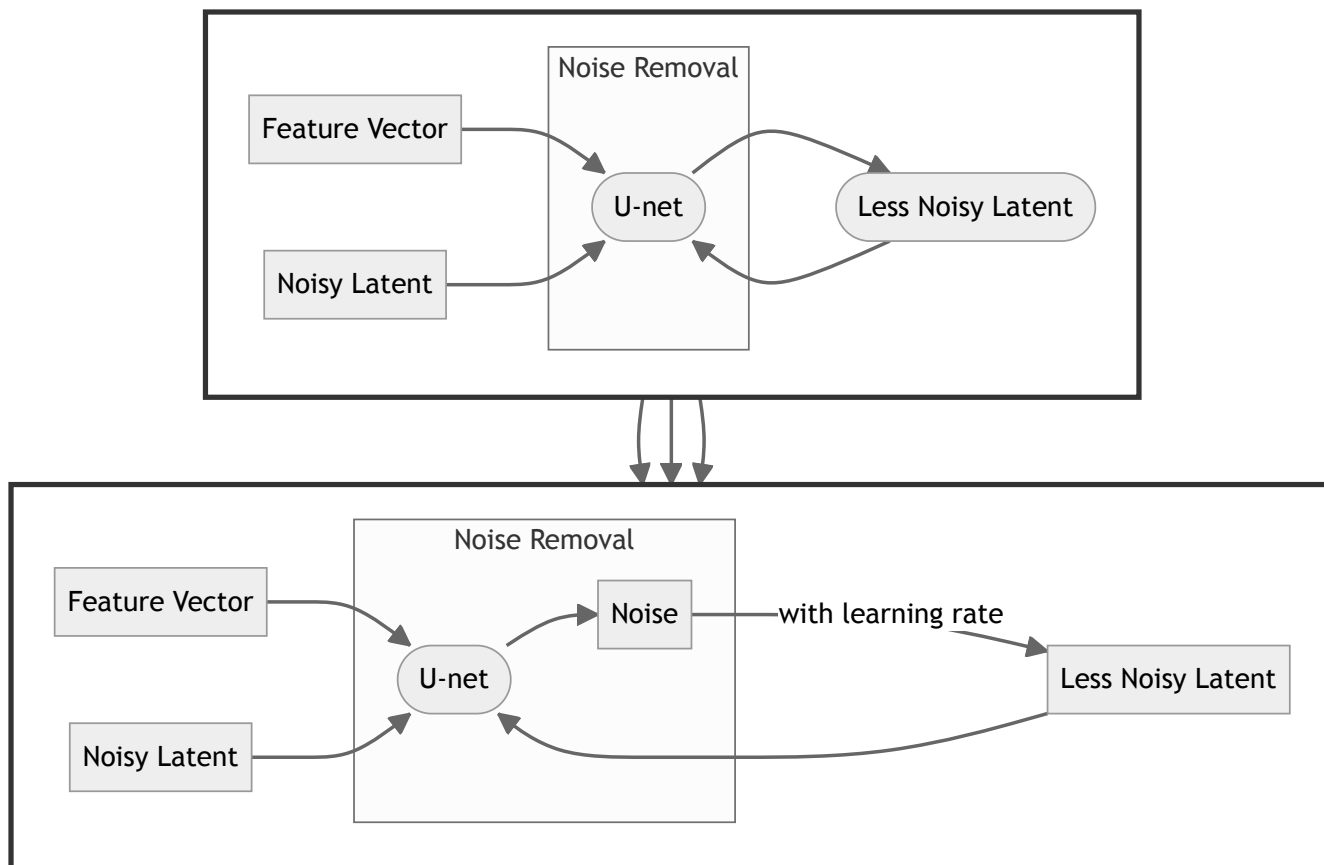 Noise Removal
Feature Vector
U-net
Less Noisy Latent
Noisy Latent
Noise Removal
Feature Vector
Noise
with learning rate
U-net
Less Noisy Latent
Noisy Latent